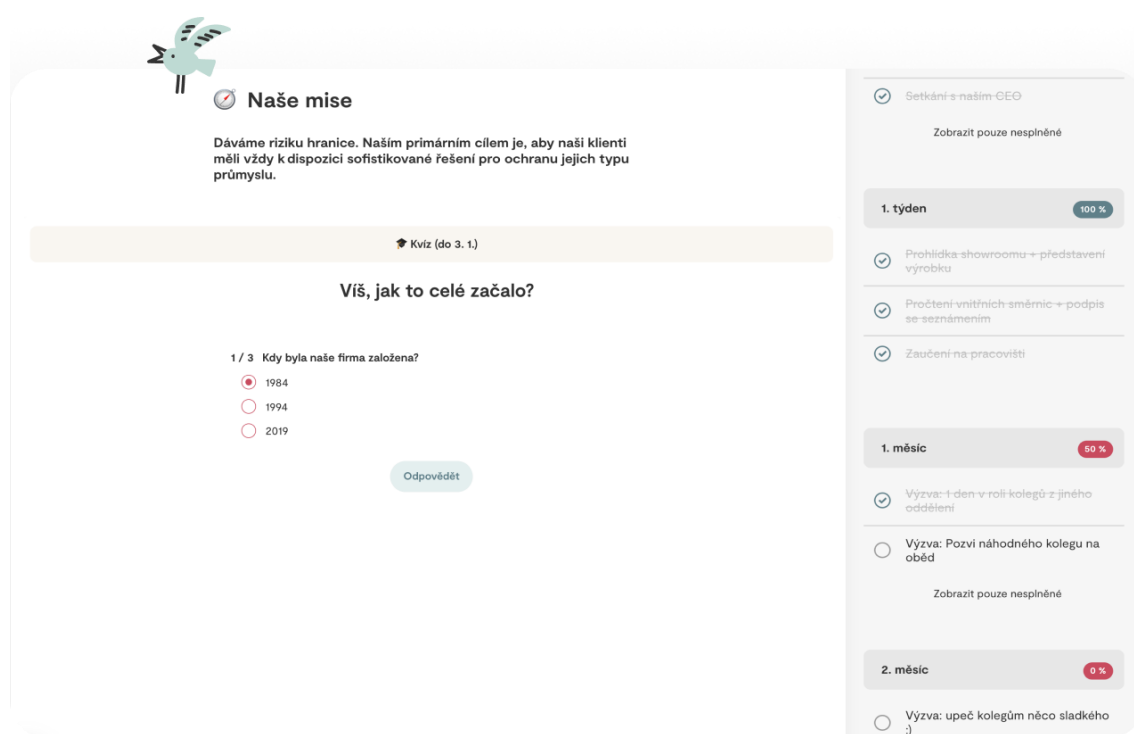 Naše mise
Dáváme riziku hranice. Naším primárním cílem je, aby naši klienti
měli vždy k dispozici sofistikované řešení pro ochranu jejich typu
průmyslu.
Kvíz (do 3. 1.)
Víš, jak to celé začalo?
1 / 3 Kdy byla naše firma založena?
1984
1994
2019
Odpovědět
Setkání s naším CEO
Zobrazit pouze nesplněné
1. týden 100 %
Prohlídka showroomu + představení
výrobku
Pročtení vnitřních směrnic + podpis
se seznámením
Zaučení na pracovišti
1. měsíc 50 %
Výzva: 1 den v roli kolegů z jiného
oddělení
Výzva: Pozvi náhodného kolegu na
oběd
Zobrazit pouze nesplněné
2. měsíc 0 %
Výzva: upeč kolegům něco sladkého
:)